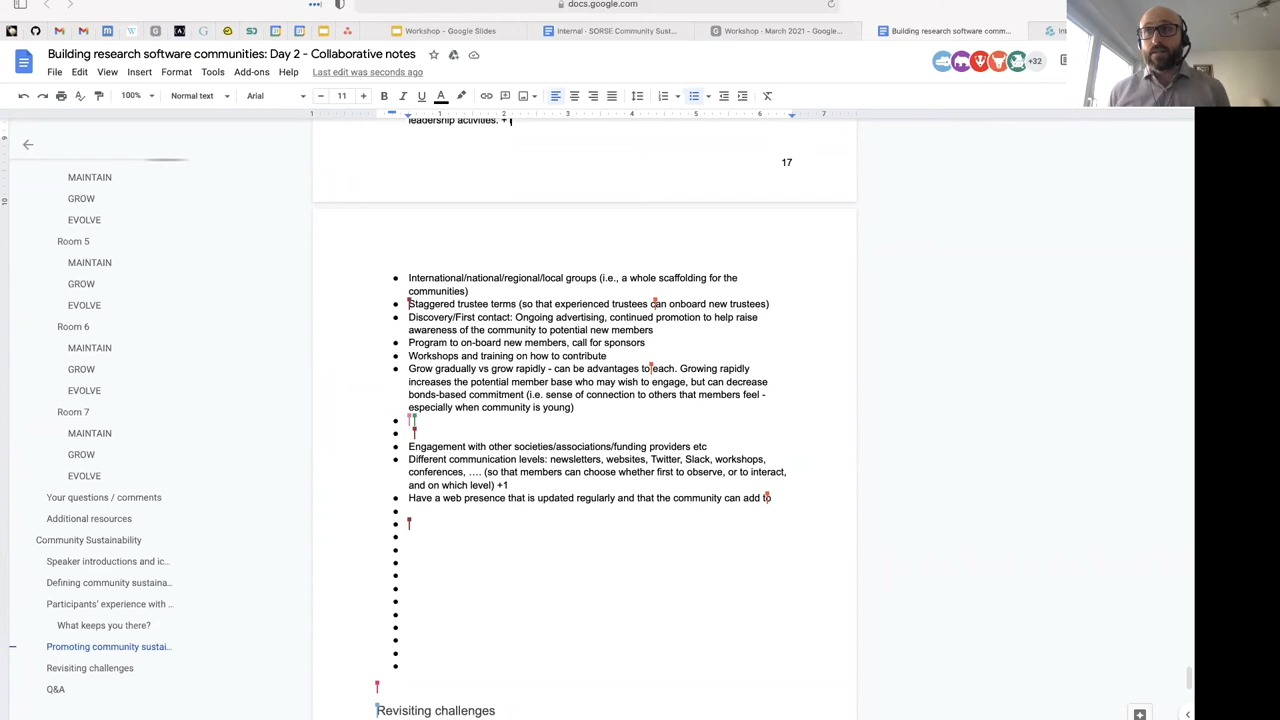 docs.google.com
Workshop - Google Slides
Internal - SORSE Community Sust...
Workshop - March 2021 - Google...
Building research software comm...
Building research software communities: Day 2 - Collaborative notes
+32
File Edit View Insert Format Tools Add-ons Help Last edit was seconds ago
100% Normal text Arial 11
1 1 2 3 4 5 6 7
leadership activities. +
17
MAINTAIN
GROW
EVOLVE
Room 5
MAINTAIN
GROW
EVOLVE
Room 6
MAINTAIN
GROW
EVOLVE
Room 7
MAINTAIN
GROW
EVOLVE
Your questions / comments
Additional resources
Community Sustainability
Speaker introductions and ic...
Defining community sustaina...
Participants' experience with ...
What keeps you there?
Promoting community sustai...
Revisiting challenges
Q&A
International/national/regional/local groups (i.e., a whole scaffolding for the
communities)
Staggered trustee terms (so that experienced trustees can onboard new trustees)
Discovery/First contact: Ongoing advertising, continued promotion to help raise
awareness of the community to potential new members
Program to on-board new members, call for sponsors
Workshops and training on how to contribute
Grow gradually vs grow rapidly - can be advantages to each. Growing rapidly
increases the potential member base who may wish to engage, but can decrease
bonds-based commitment (i.e. sense of connection to others that members feel -
especially when community is young)
Engagement with other societies/associations/funding providers etc
Different communication levels: newsletters, websites, Twitter, Slack, workshops,
conferences, …. (so that members can choose whether first to observe, or to interact,
and on which level) +1
Have a web presence that is updated regularly and that the community can add to
Revisiting challenges